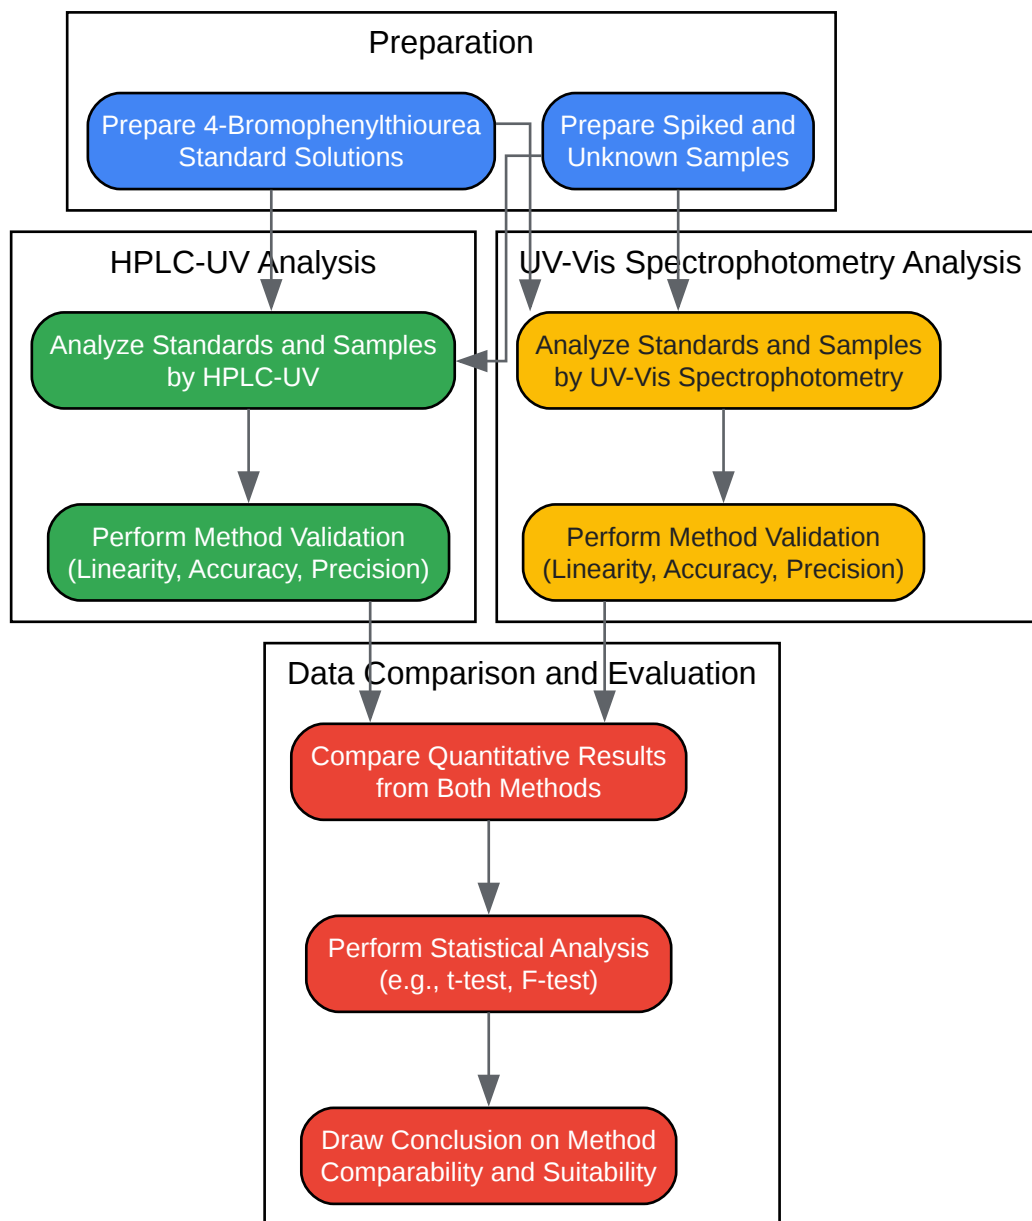 Preparation
Prepare 4-Bromophenylthiourea
Standard Solutions
Prepare Spiked and
Unknown Samples
HPLC-UV Analysis
Analyze Standards and Samples
by HPLC-UV
Perform Method Validation
(Linearity, Accuracy, Precision)
UV-Vis Spectrophotometry Analysis
Analyze Standards and Samples
by UV-Vis Spectrophotometry
Perform Method Validation
(Linearity, Accuracy, Precision)
Data Comparison and Evaluation
Compare Quantitative Results
from Both Methods
Perform Statistical Analysis
(e.g., t-test, F-test)
Draw Conclusion on Method
Comparability and Suitability